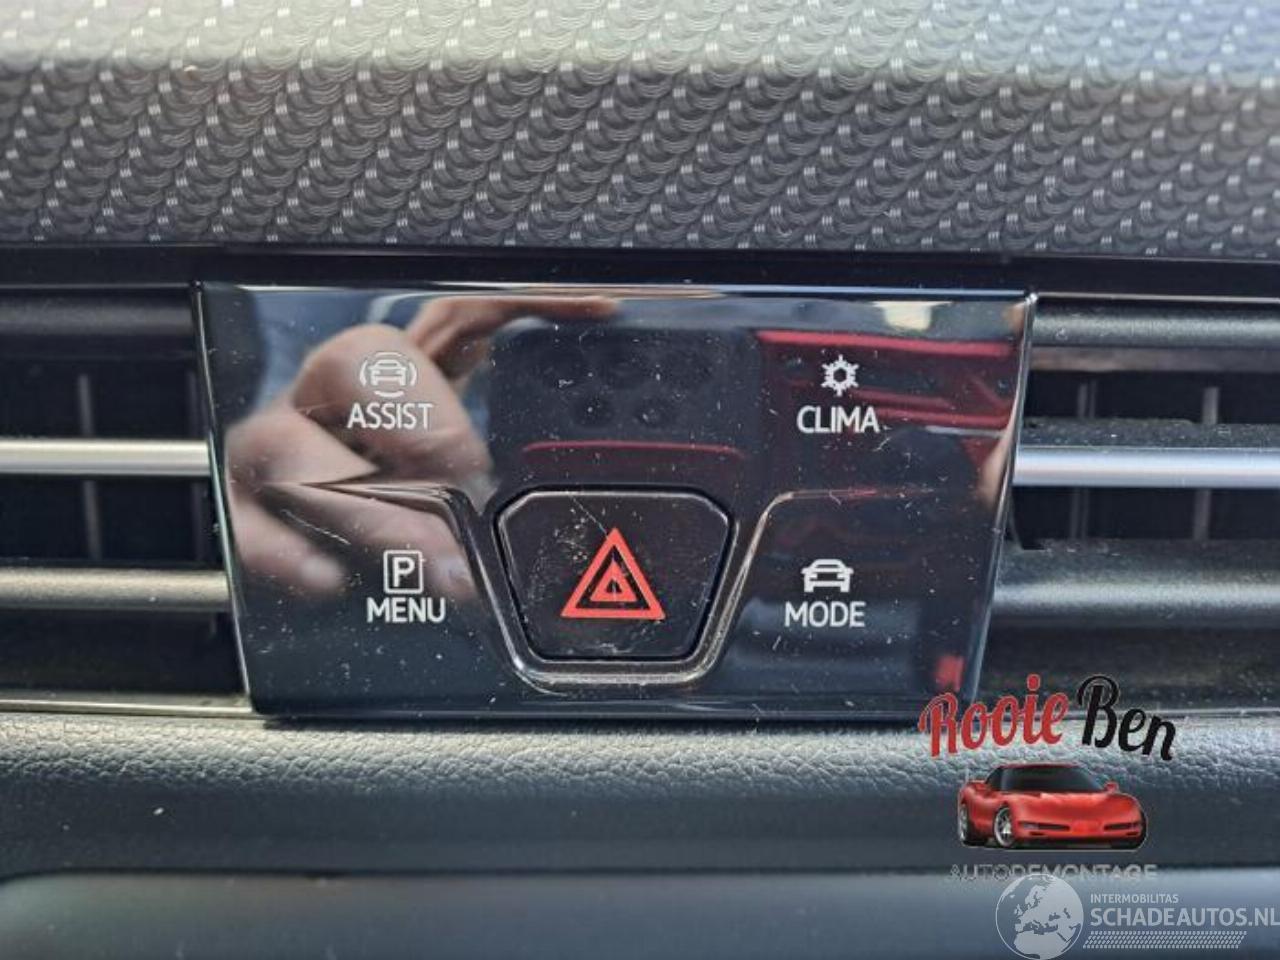 ASSIST
CLIMA
P
MENU
MODE
Rooie Ben
AUTODEMONTAGE
INTERMOBILITAS
SCHADEAUTOS.NL